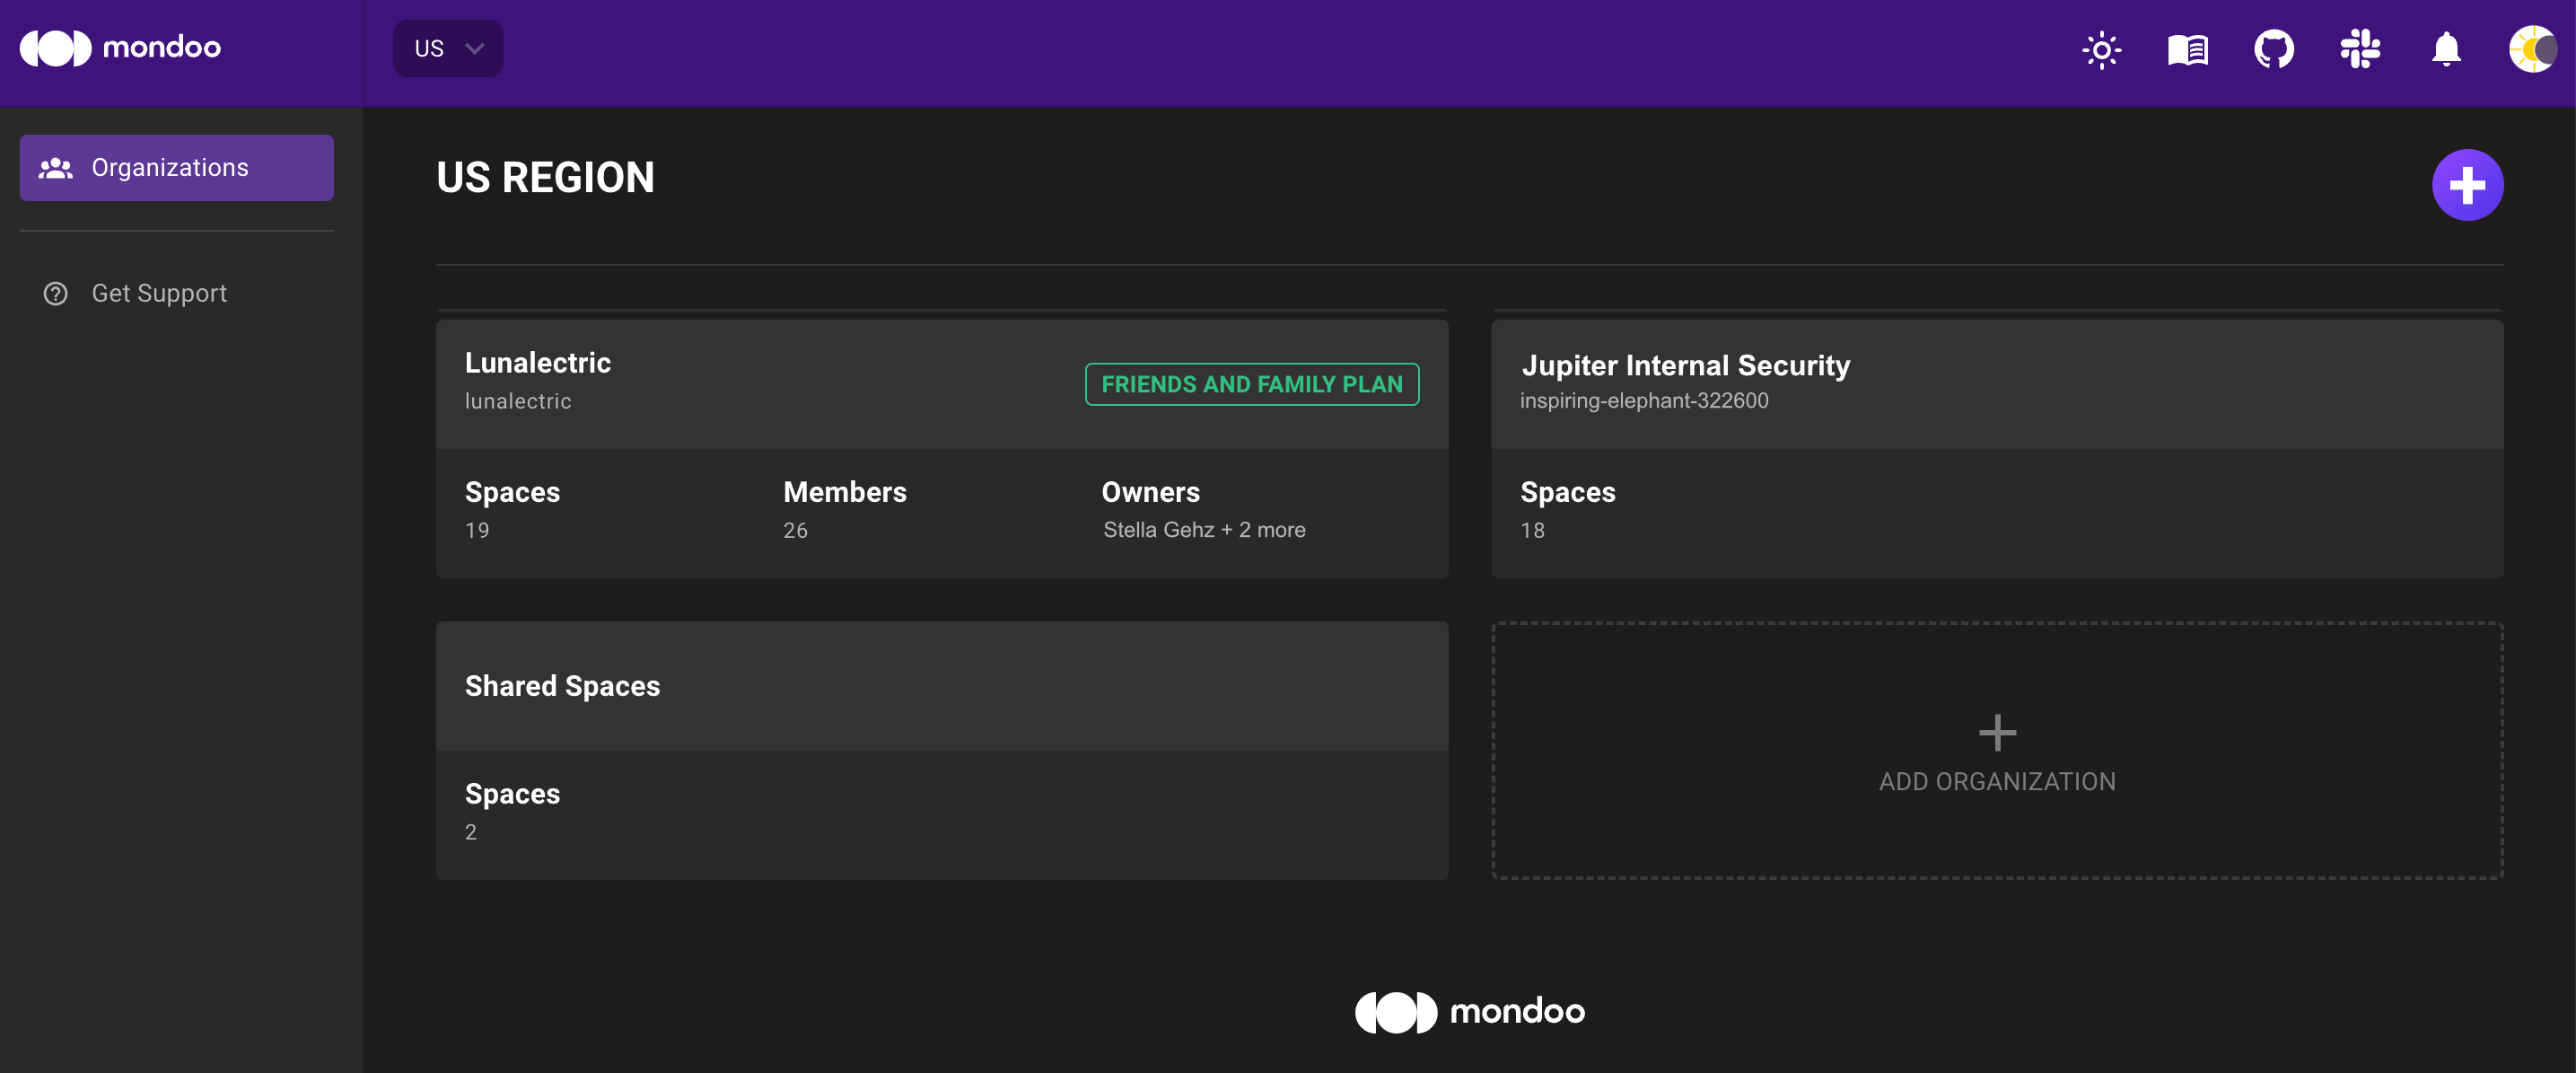 mondoo
US
Organizations
Get Support
US REGION
Lunalectric
lunalectric
FRIENDS AND FAMILY PLAN
Spaces
19
Members
26
Owners
Stella Gehz + 2 more
Jupiter Internal Security
inspiring-elephant-322600
Spaces
18
Shared Spaces
Spaces
2
ADD ORGANIZATION
mondoo